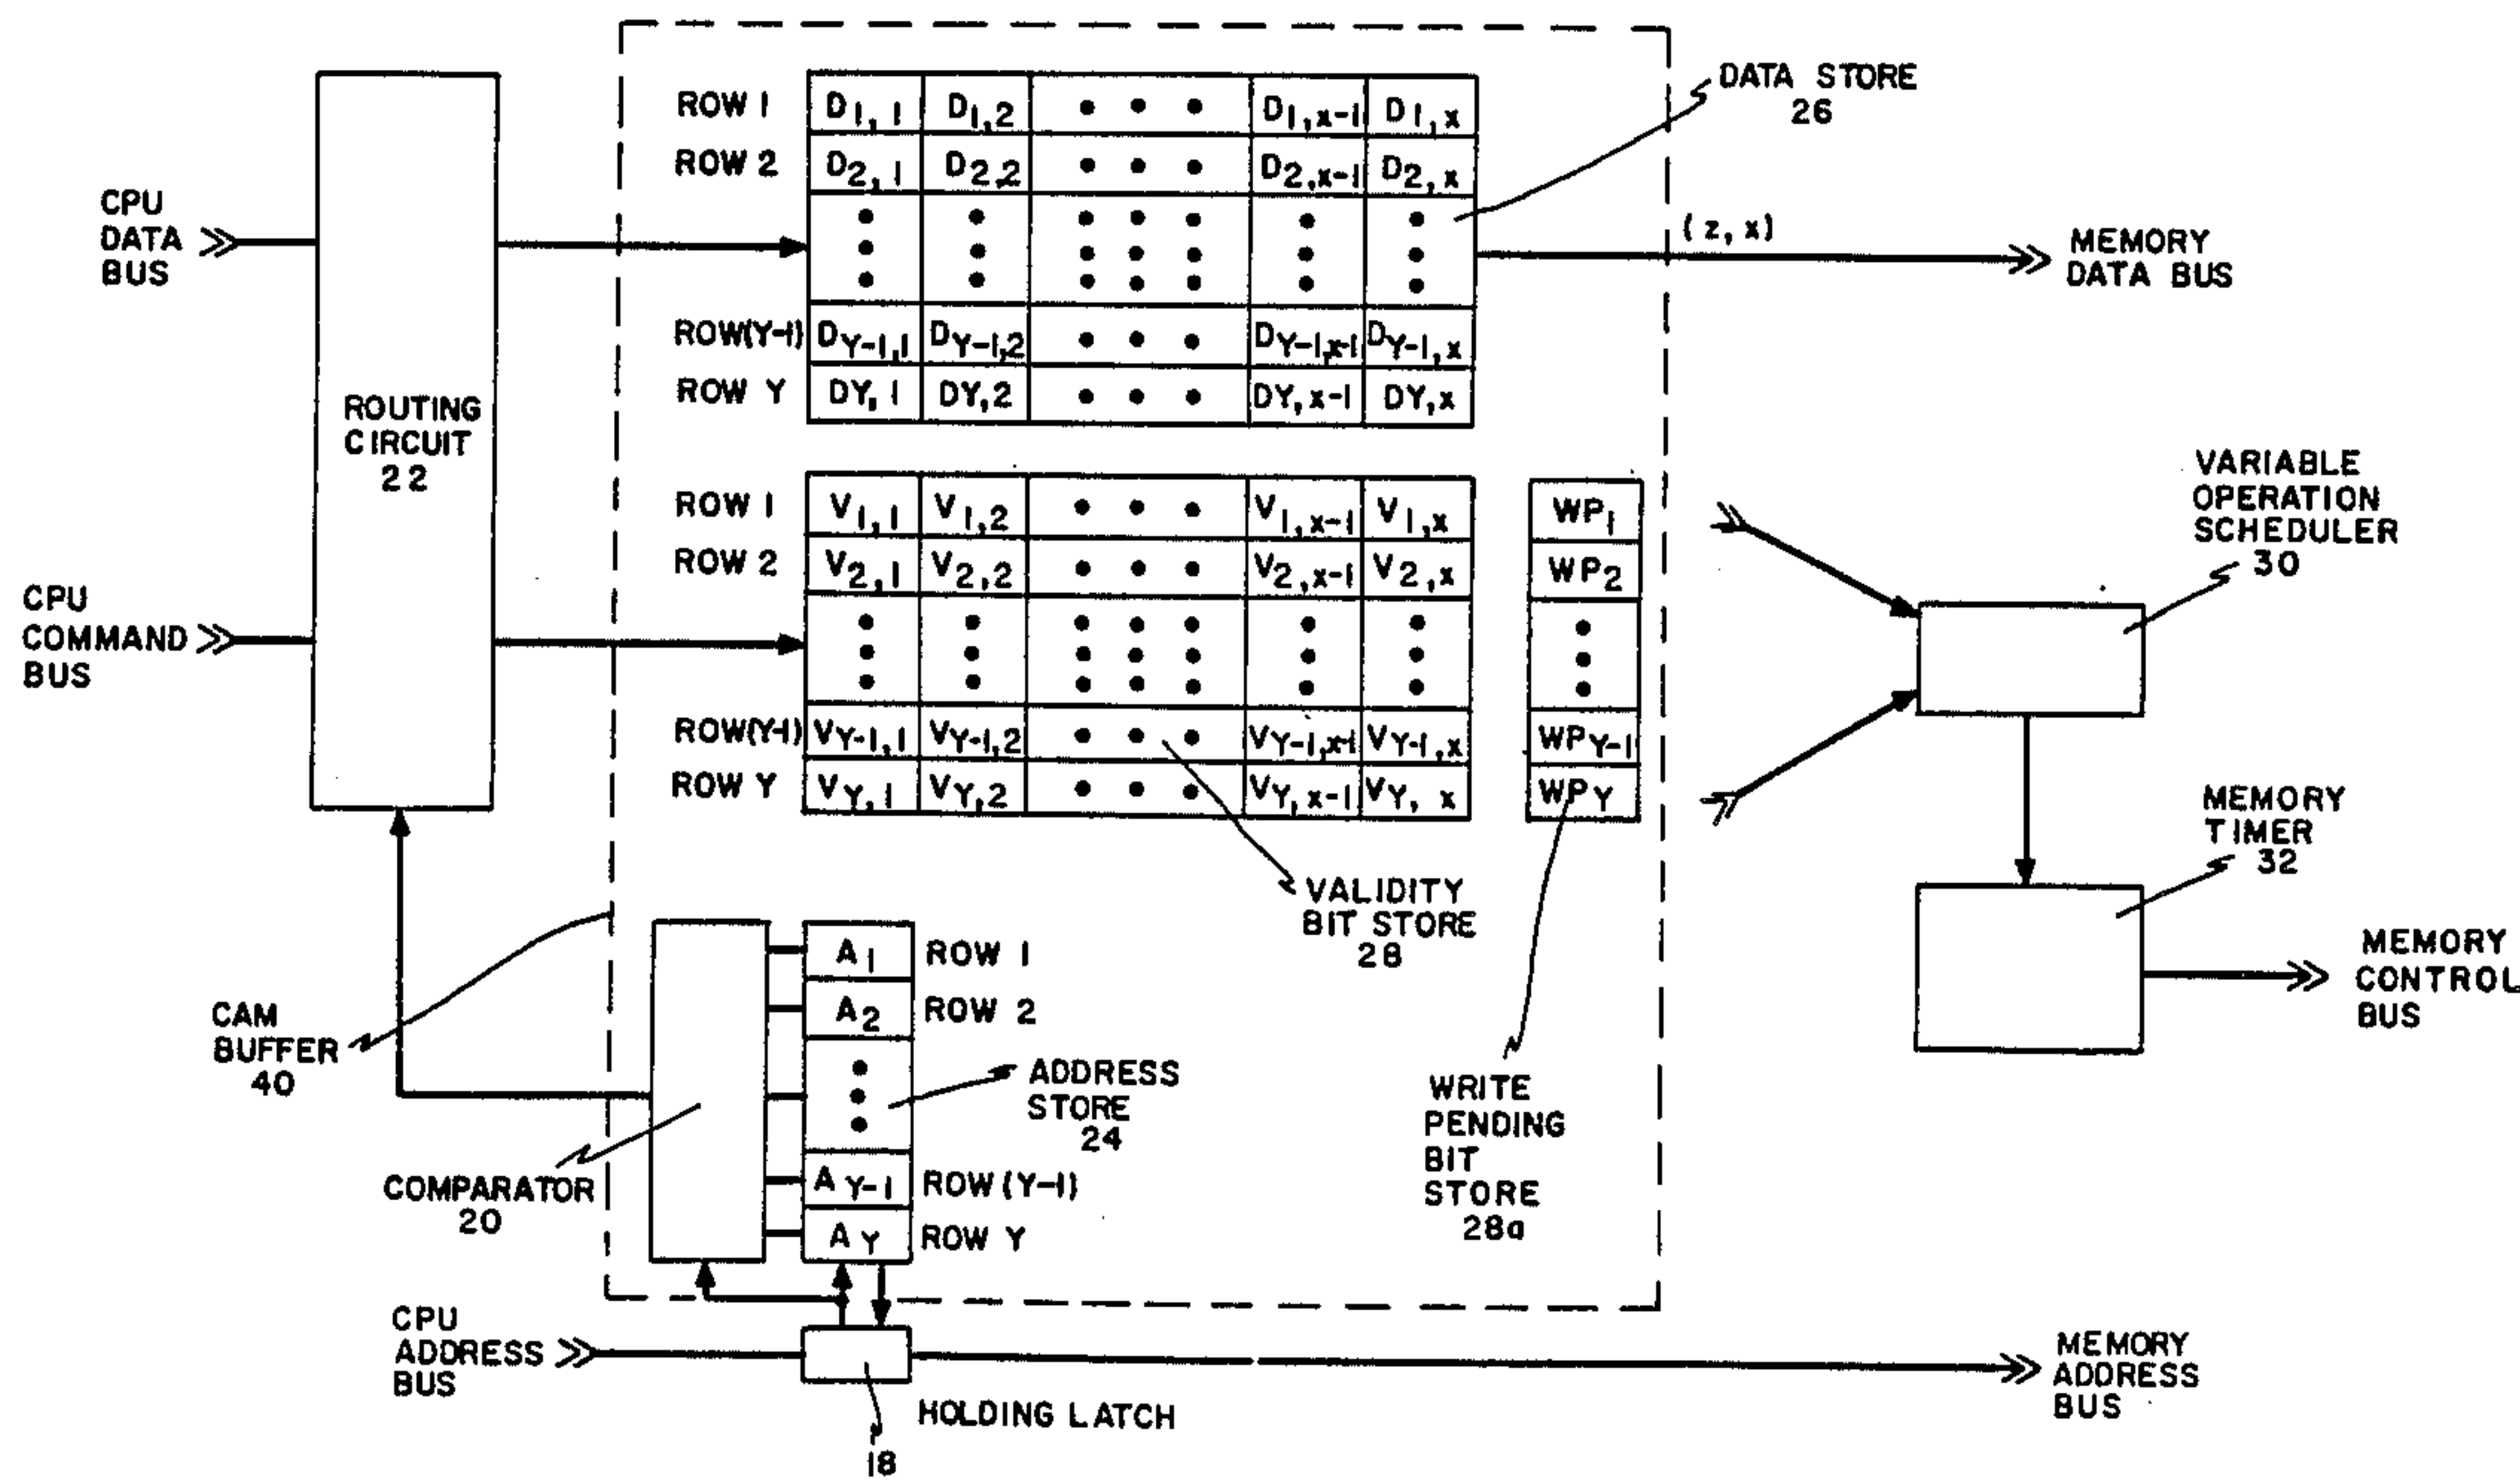 CPU
DATA
BUS
CPU
COMMAND
BUS
ROUTING
CIRCUIT
22
ROW 1 D1,1 D1,2 • • • D1,x-1 D1,x
ROW 2 D2,1 D2,2 • • • D2,x-1 D2,x
ROW(Y-1) DY-1,1 DY-1,2 • • • DY-1,x-1 DY-1,x
ROW Y DY,1 DY,2 • • • DY,x-1 DY,x
DATA STORE
26
(z,x)
MEMORY
DATA BUS
ROW 1 V1,1 V1,2 • • • V1,x-1 V1,x WP1
ROW 2 V2,1 V2,2 • • • V2,x-1 V2,x WP2
ROW(Y-1) VY-1,1 VY-1,2 • • • VY-1,x-1 VY-1,x WPY-1
ROW Y VY,1 VY,2 • • • VY,x-1 VY,x WPY
VARIABLE
OPERATION
SCHEDULER
30
MEMORY
TIMER
32
MEMORY
CONTROL
BUS
VALIDITY
BIT STORE
28
WRITE
PENDING
BIT
STORE
28a
CAM
BUFFER
40
A1 ROW 1
A2 ROW 2
AY-1 ROW(Y-1)
AY ROW Y
ADDRESS
STORE
24
COMPARATOR
20
CPU
ADDRESS
BUS
HOLDING LATCH
18
MEMORY
ADDRESS
BUS